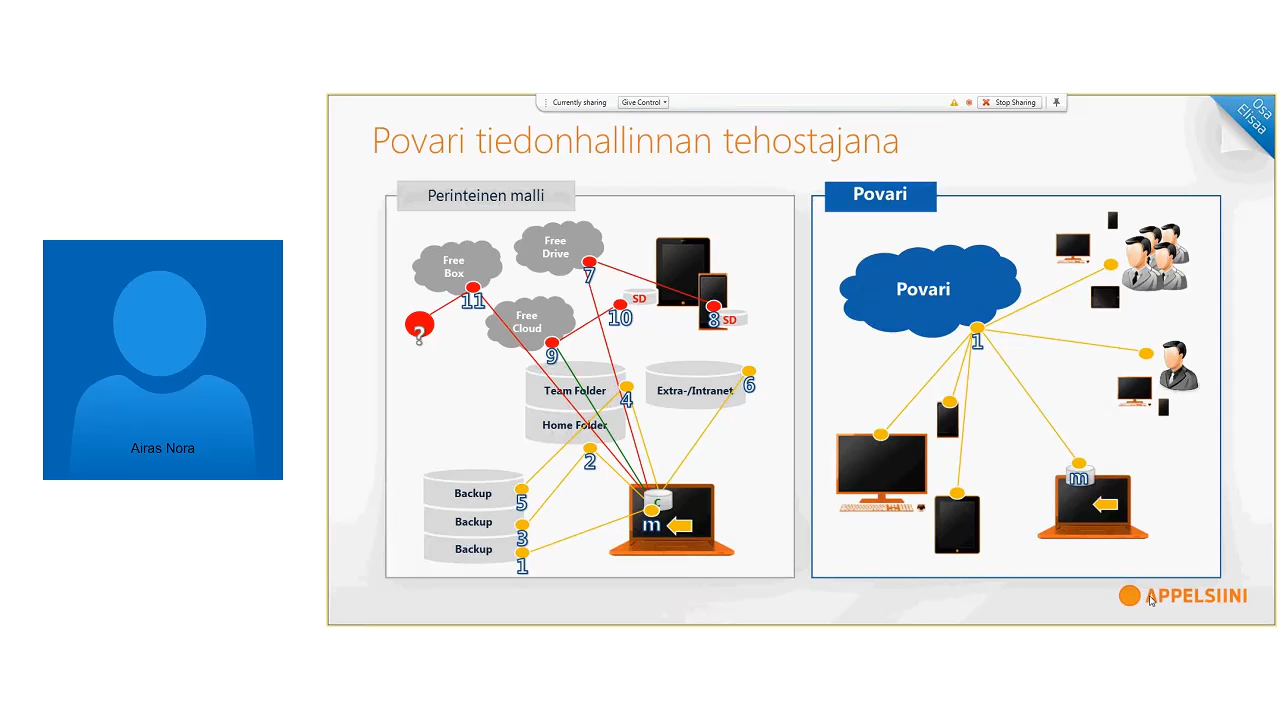 Currently sharing
Give Control
Stop Sharing
Osa
Elisaa
Povari tiedonhallinnan tehostajana
Perinteinen malli
Free
Box
11
?
Free
Drive
7
Free
Cloud
9
SD
10
8
SD
Team Folder
4
Home Folder
2
Extra-/Intranet
6
Backup
5
Backup
3
Backup
1
C
m
Povari
Povari
1
m
APPELSIINI
Airas Nora